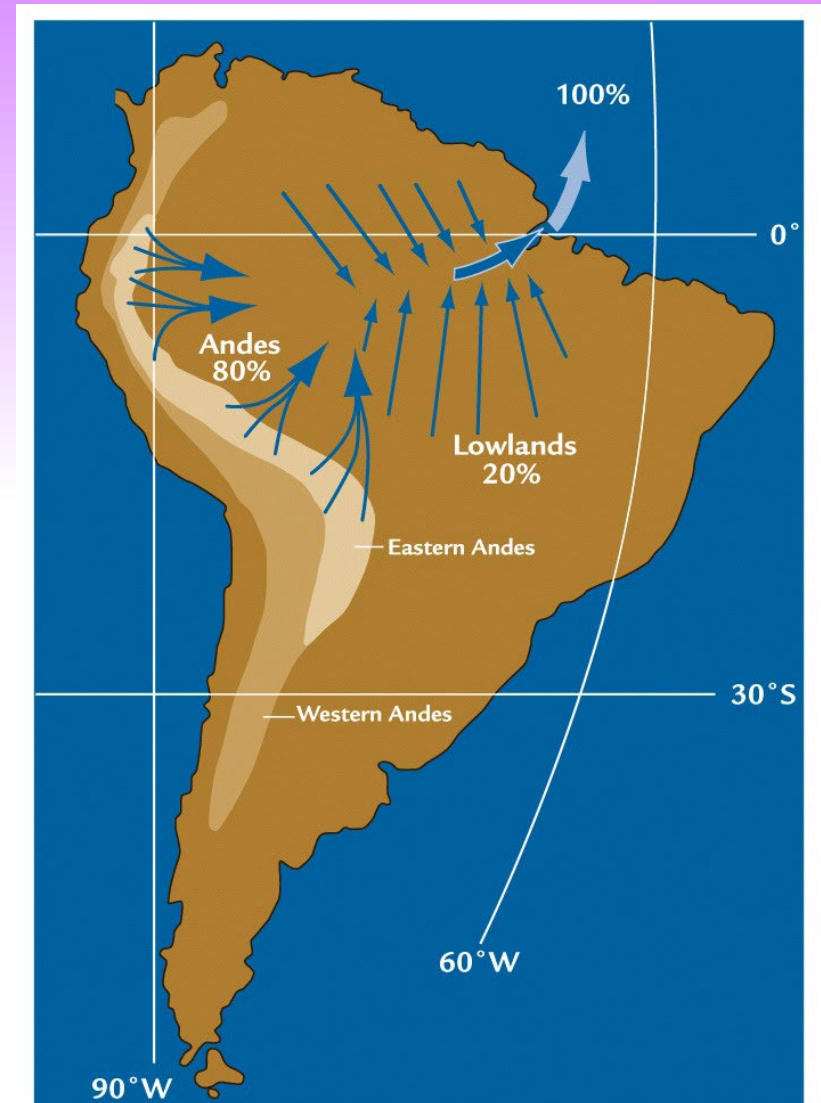 100%
0°
Andes
80%
Lowlands
20%
Eastern Andes
30°S
Western Andes
60°W
90°W